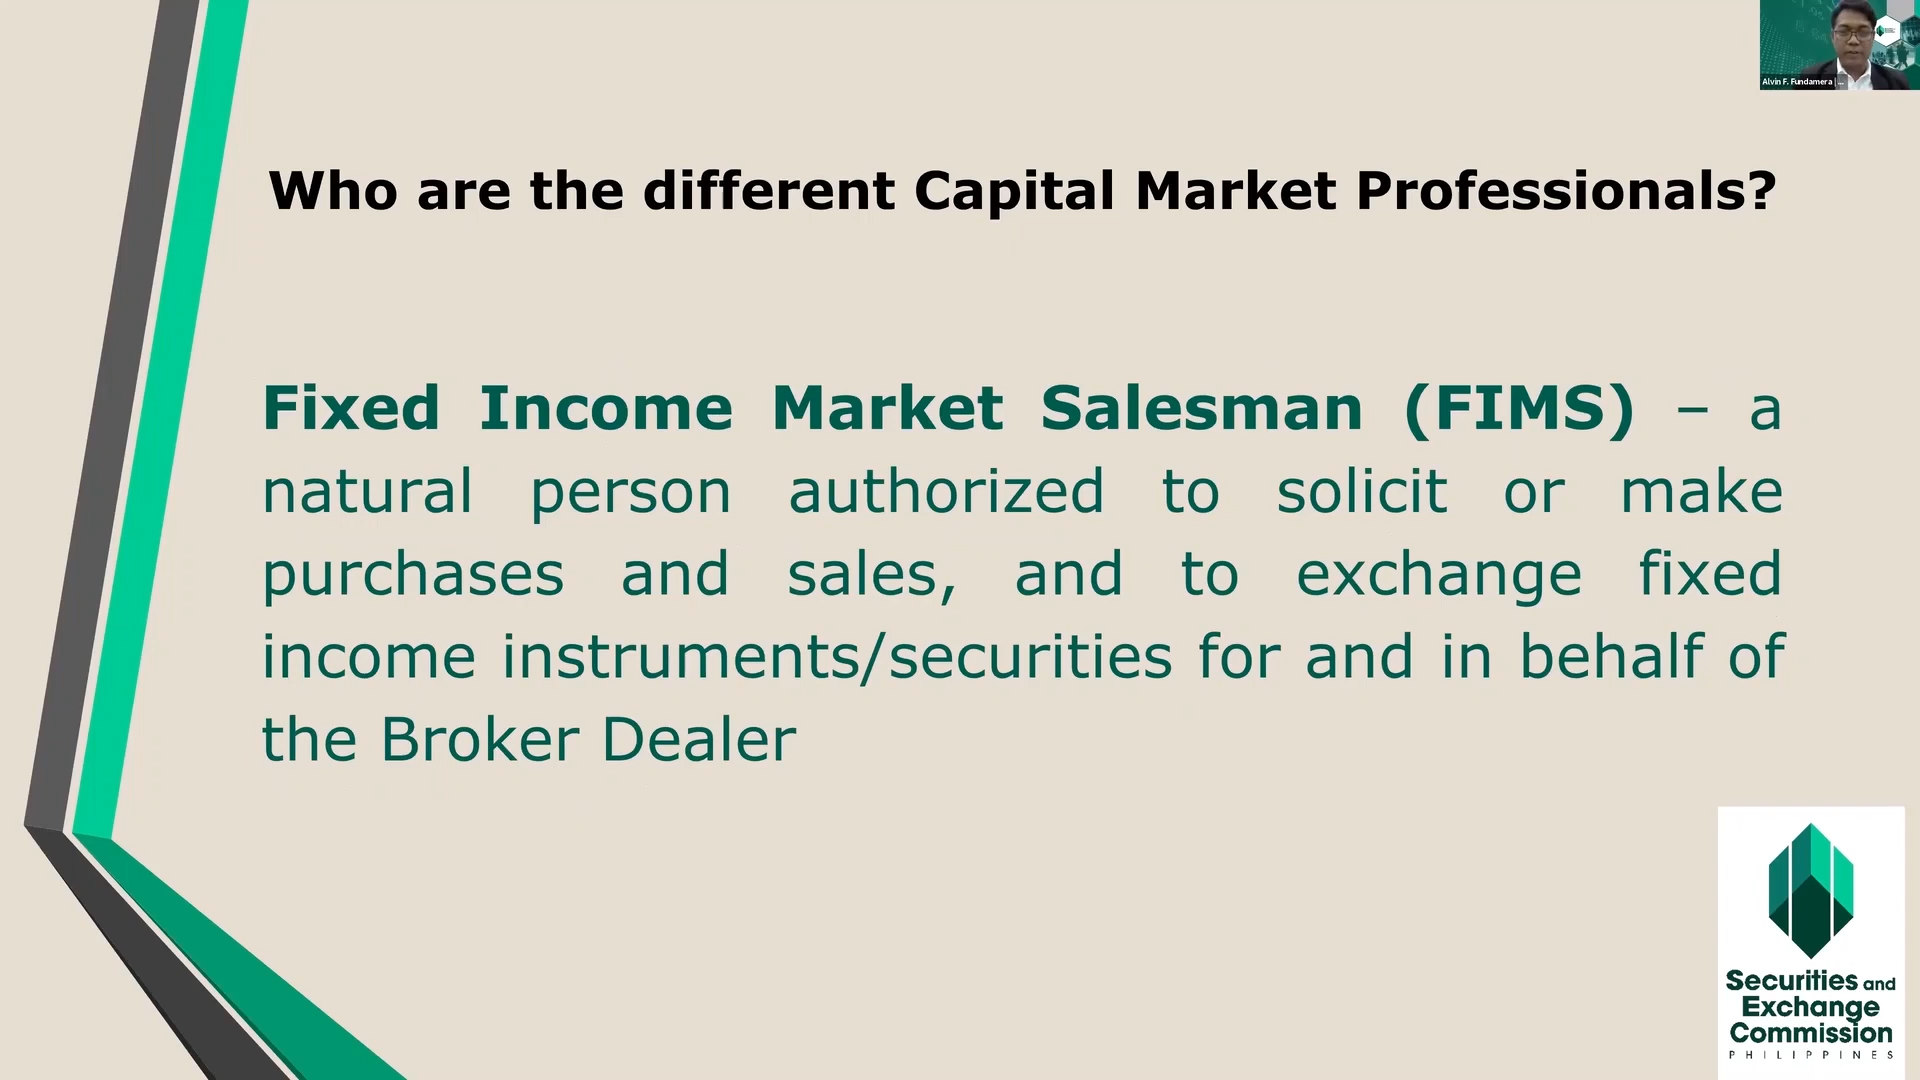 Alvin F. Fundamera | ...
Who are the different Capital Market Professionals?
Fixed Income Market Salesman (FIMS) – a
natural person authorized to solicit or make
purchases and sales, and to exchange fixed
income instruments/securities for and in behalf of
the Broker Dealer
Securities and
Exchange
Commission
PHILIPPINES